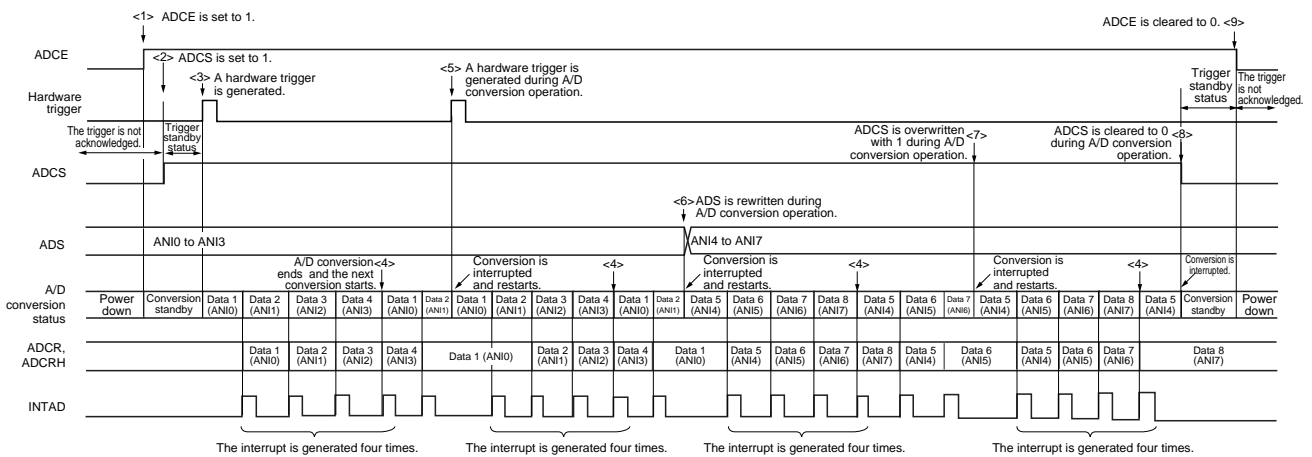 <1> ADCE is set to 1.
ADCE is cleared to 0. <9>
ADCE
<2> ADCS is set to 1.
<3> A hardware trigger
is generated.
<5> A hardware trigger is
generated during A/D
conversion operation.
Trigger
standby
status
The trigger
is not
acknowledged.
Hardware
trigger
The trigger is not
acknowledged.
Trigger
standby
status
ADCS is overwritten
with 1 during A/D
conversion operation.
<7>
ADCS is cleared to 0
during A/D conversion
operation.
<8>
ADCS
<6> ADS is rewritten during
A/D conversion operation.
ADS
ANI0 to ANI3
ANI4 to ANI7
A/D conversion
ends and the next
conversion starts.
<4>
Conversion is
interrupted
and restarts.
<4>
Conversion is
interrupted
and restarts.
<4>
Conversion is
interrupted
and restarts.
<4>
Conversion is
interrupted.
A/D
conversion
status
Power
down
Conversion
standby
Data 1
(ANI0)
Data 2
(ANI1)
Data 3
(ANI2)
Data 4
(ANI3)
Data 1
(ANI0)
Data 2
(ANI1)
Data 1
(ANI0)
Data 2
(ANI1)
Data 3
(ANI2)
Data 4
(ANI3)
Data 1
(ANI0)
Data 2
(ANI1)
Data 5
(ANI4)
Data 6
(ANI5)
Data 7
(ANI6)
Data 8
(ANI7)
Data 5
(ANI4)
Data 6
(ANI5)
Data 7
(ANI6)
Data 5
(ANI4)
Data 6
(ANI5)
Data 7
(ANI6)
Data 8
(ANI7)
Data 5
(ANI4)
Conversion
standby
Power
down
ADCR,
ADCRH
Data 1
(ANI0)
Data 2
(ANI1)
Data 3
(ANI2)
Data 4
(ANI3)
Data 1 (ANI0)
Data 2
(ANI1)
Data 3
(ANI2)
Data 4
(ANI3)
Data 1
(ANI0)
Data 5
(ANI4)
Data 6
(ANI5)
Data 7
(ANI6)
Data 8
(ANI7)
Data 5
(ANI4)
Data 6
(ANI5)
Data 5
(ANI4)
Data 6
(ANI5)
Data 7
(ANI6)
Data 8
(ANI7)
INTAD
The interrupt is generated four times.
The interrupt is generated four times.
The interrupt is generated four times.
The interrupt is generated four times.